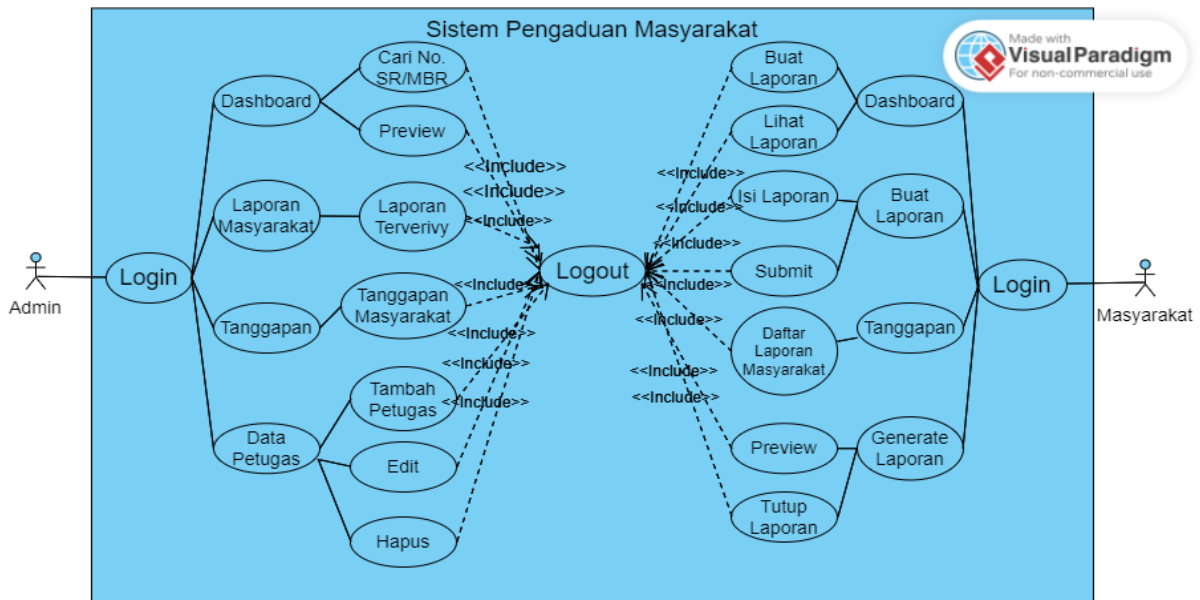 Sistem Pengaduan Masyarakat
Made with
Visual Paradigm
For non-commercial use
Admin
Login
Dashboard
Cari No.
SR/MBR
Preview
Laporan
Masyarakat
Laporan
Terverivy
Tanggapan
Tanggapan
Masyarakat
Data
Petugas
Tambah
Petugas
Edit
Hapus
<<Include>>
<<Include>>
<<Include>>
<<Include>>
<<Include>>
<<Include>>
<<Include>>
Logout
<<Include>>
<<Include>>
<<Include>>
<<Include>>
<<Include>>
<<Include>>
<<Include>>
Buat
Laporan
Lihat
Laporan
Dashboard
Isi Laporan
Submit
Buat
Laporan
Daftar
Laporan
Masyarakat
Tanggapan
Preview
Tutup
Laporan
Generate
Laporan
Login
Masyarakat